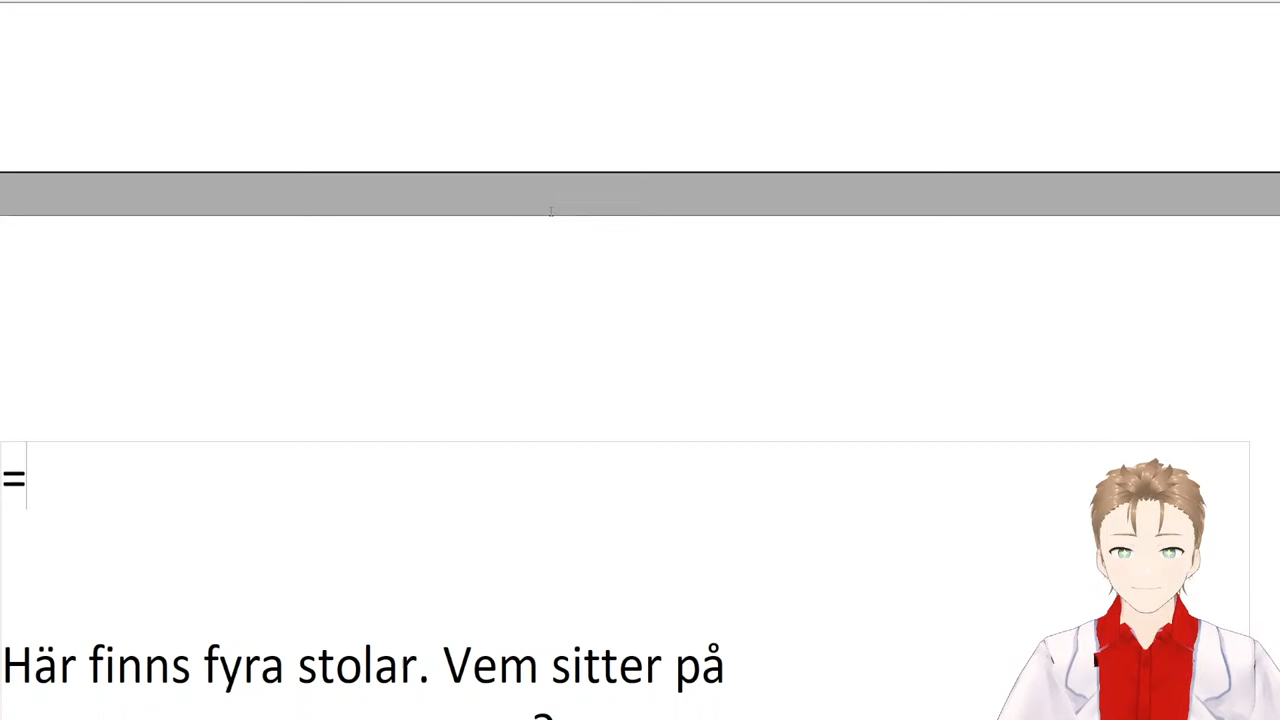 =
Här finns fyra stolar. Vem sitter på
?